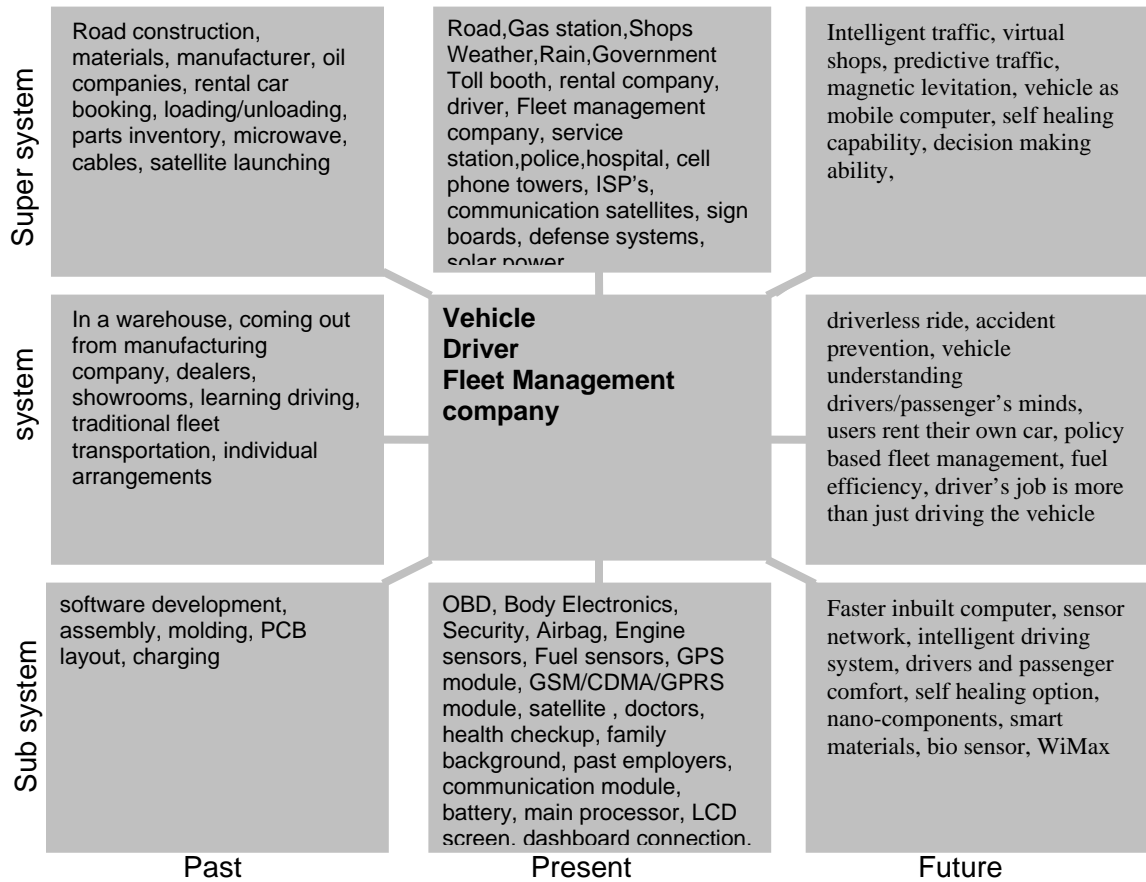 Super system
Road construction,
materials, manufacturer, oil
companies, rental car
booking, loading/unloading,
parts inventory, microwave,
cables, satellite launching
Road,Gas station,Shops
Weather,Rain,Government
Toll booth, rental company,
driver, Fleet management
company, service
station,police,hospital, cell
phone towers, ISP's,
communication satellites, sign
boards, defense systems,
solar power
Intelligent traffic, virtual
shops, predictive traffic,
magnetic levitation, vehicle as
mobile computer, self healing
capability, decision making
ability,
system
In a warehouse, coming out
from manufacturing
company, dealers,
showrooms, learning driving,
traditional fleet
transportation, individual
arrangements
Vehicle
Driver
Fleet Management
company
driverless ride, accident
prevention, vehicle
understanding
drivers/passenger's minds,
users rent their own car, policy
based fleet management, fuel
efficiency, driver's job is more
than just driving the vehicle
Sub system
software development,
assembly, molding, PCB
layout, charging
OBD, Body Electronics,
Security, Airbag, Engine
sensors, Fuel sensors, GPS
module, GSM/CDMA/GPRS
module, satellite , doctors,
health checkup, family
background, past employers,
communication module,
battery, main processor, LCD
screen, dashboard connection,
Faster inbuilt computer, sensor
network, intelligent driving
system, drivers and passenger
comfort, self healing option,
nano-components, smart
materials, bio sensor, WiMax
Past
Present
Future